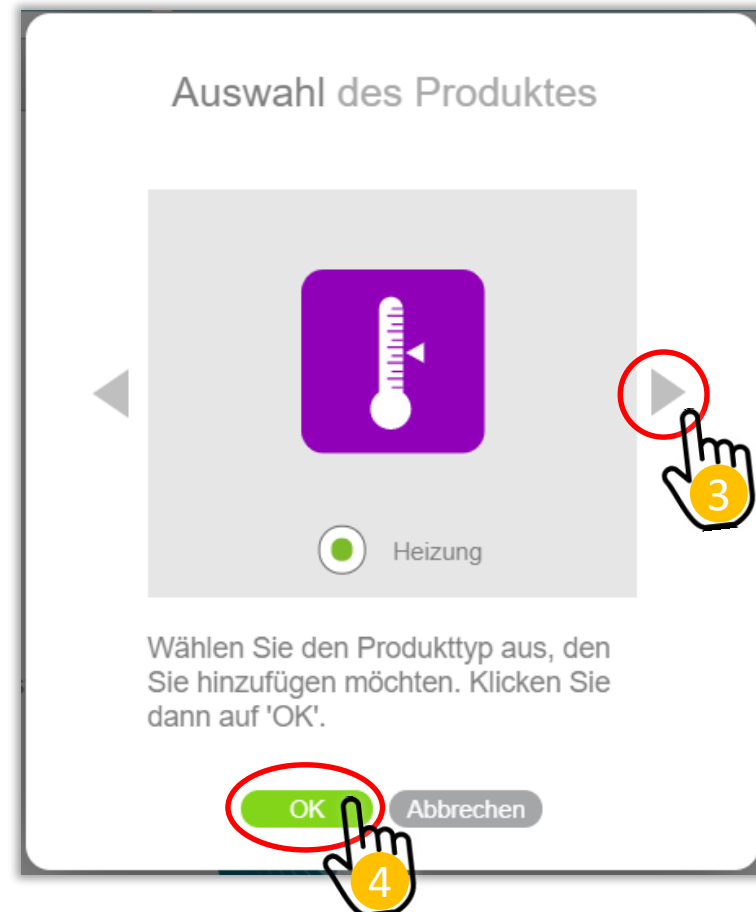 Auswahl des Produktes
3
Heizung
Wählen Sie den Produkttyp aus, den
Sie hinzufügen möchten. Klicken Sie
dann auf 'OK'.
OK Abbrechen
4